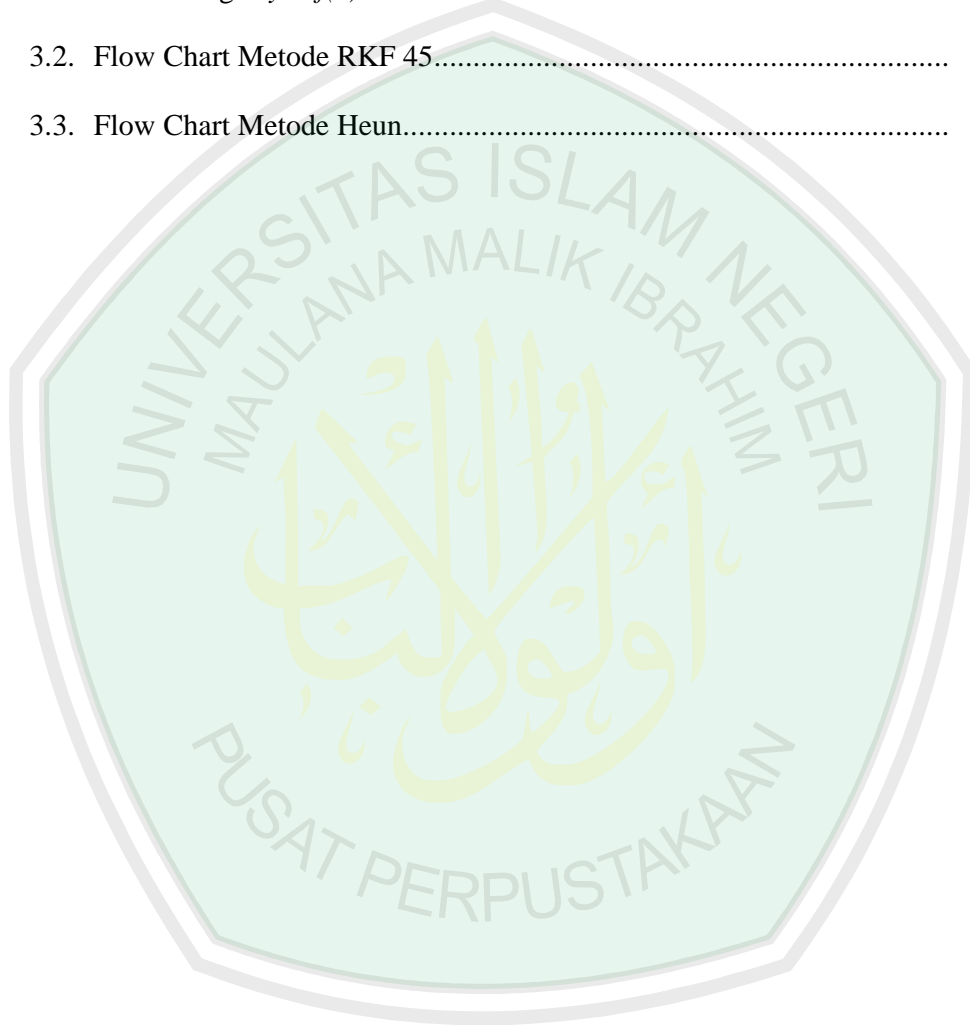 3.2. Flow Chart Metode RKF 45.................................................................
3.3. Flow Chart Metode Heun.....................................................................
UNIVERSITAS ISLAM NEGERI
MAULANA MALIK IBRAHIM
PUSAT PERPUSTAKAAN